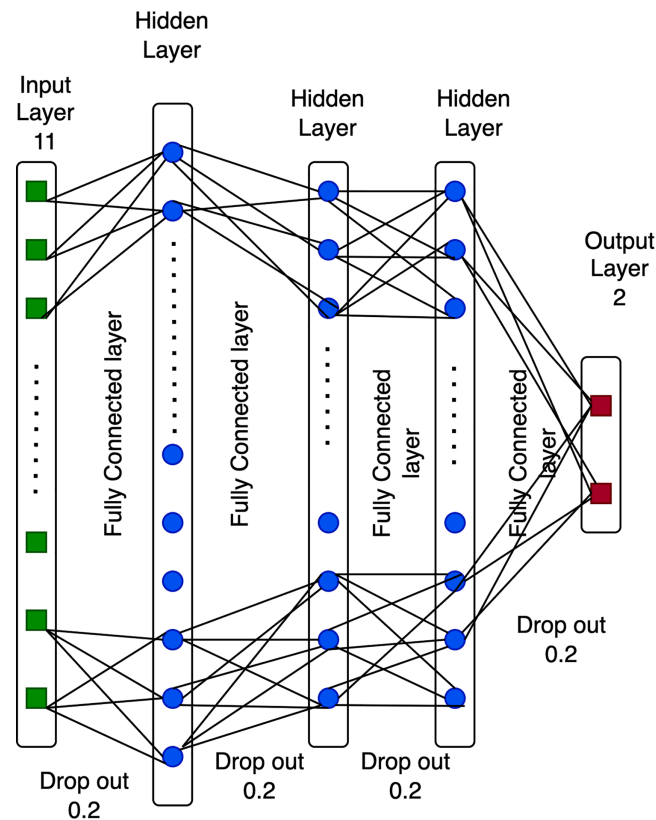 Hidden
Layer
Input
Layer
11
Hidden
Layer
Hidden
Layer
Output
Layer
2
Fully Connected layer
Fully Connected layer
Fully Connected
layer
Fully Connected
layer
Drop out
0.2
Drop out
0.2
Drop out
0.2
Drop out
0.2